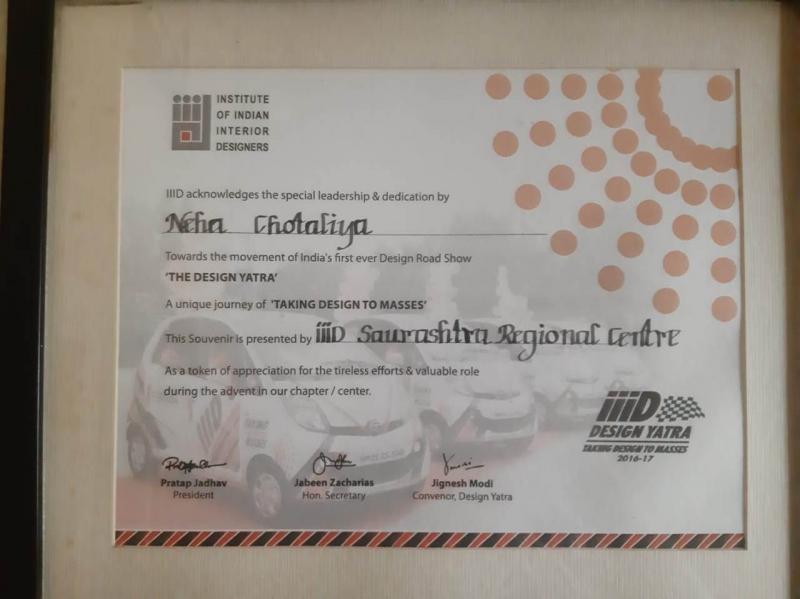 INSTITUTE
OF INDIAN
INTERIOR
DESIGNERS
IIID acknowledges the special leadership & dedication by
Neha Chotaliya
Towards the movement of India's first ever Design Road Show
'THE DESIGN YATRA'
A unique journey of 'TAKING DESIGN TO MASSES'
This Souvenir is presented by iiiD Saurashtra Regional Centre
As a token of appreciation for the tireless efforts & valuable role
during the advent in our chapter / center.
iiiD
DESIGN YATRA
TAKING DESIGN TO MASSES
2016-17
Pratap Jadhav
President
Jabeen Zacharias
Hon. Secretary
Jignesh Modi
Convenor, Design Yatra